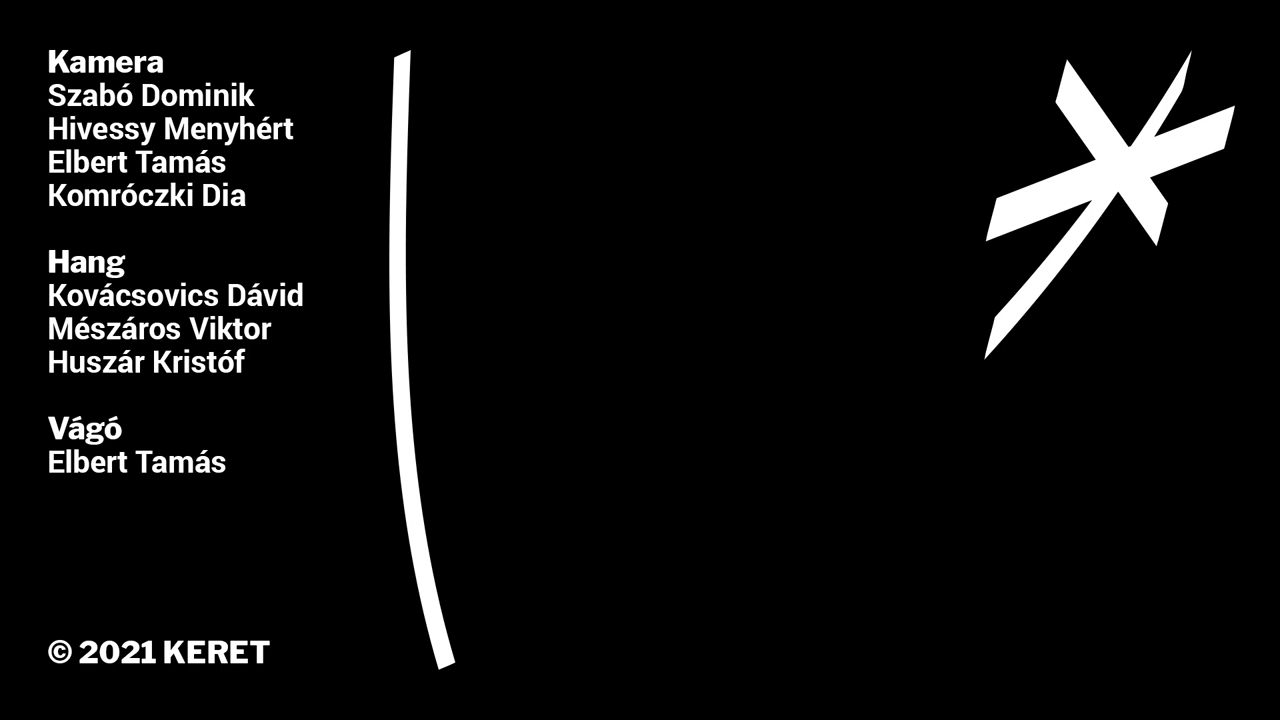 Kamera
Szabó Dominik
Hivessy Menyhért
Elbert Tamás
Komróczki Dia
Hang
Kovácsovics Dávid
Mészáros Viktor
Huszár Kristóf
Vágó
Elbert Tamás
© 2021 KERET